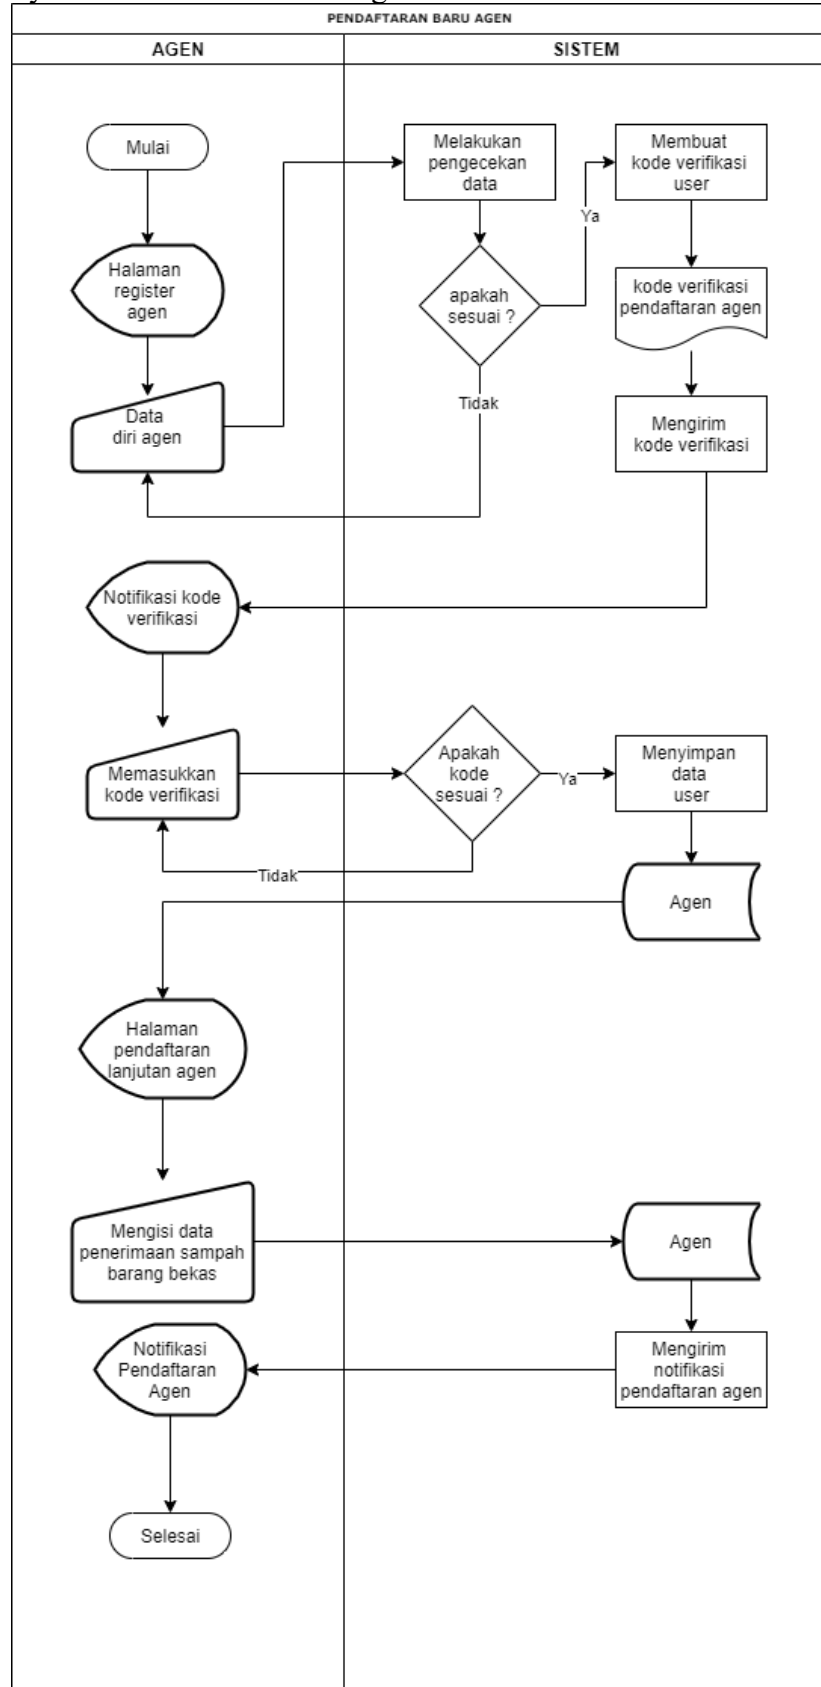 PENDAFTARAN BARU AGEN
AGEN
SISTEM
Mulai
Melakukan
pengecekan
data
Membuat
kode verifikasi
user
Ya
Halaman
register
agen
apakah
sesuai ?
kode verifikasi
pendaftaran agen
Tidak
Data
diri agen
Mengirim
kode verifikasi
Notifikasi kode
verifikasi
Memasukkan
kode verifikasi
Apakah
kode
sesuai ?
Ya
Menyimpan
data
user
Tidak
Agen
Halaman
pendaftaran
lanjutan agen
Mengisi data
penerimaan sampah
barang bekas
Agen
Notifikasi
Pendaftaran
Agen
Mengirim
notifikasi
pendaftaran agen
Selesai